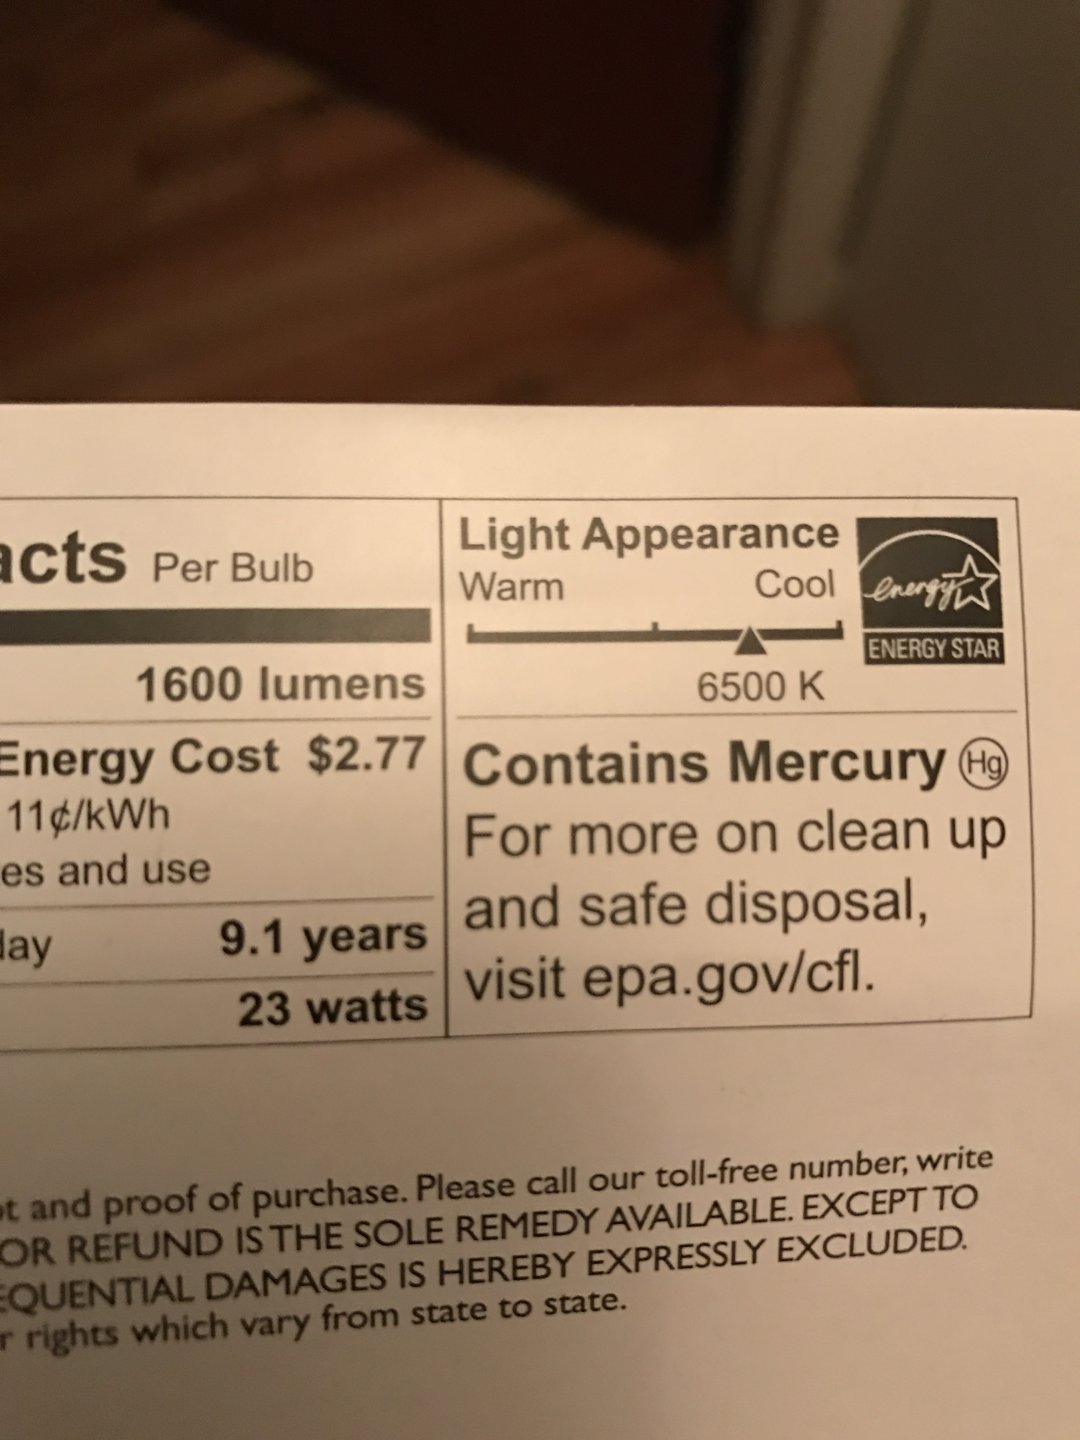 acts Per Bulb
1600 lumens
Energy Cost $2.77
11¢/kWh
es and use
lay 9.1 years
23 watts
Light Appearance
Warm Cool
6500 K
energy
ENERGY STAR
Contains Mercury Hg
For more on clean up
and safe disposal,
visit epa.gov/cfl.
ot and proof of purchase. Please call our toll-free number, write
OR REFUND IS THE SOLE REMEDY AVAILABLE. EXCEPT TO
EQUENTIAL DAMAGES IS HEREBY EXPRESSLY EXCLUDED.
r rights which vary from state to state.